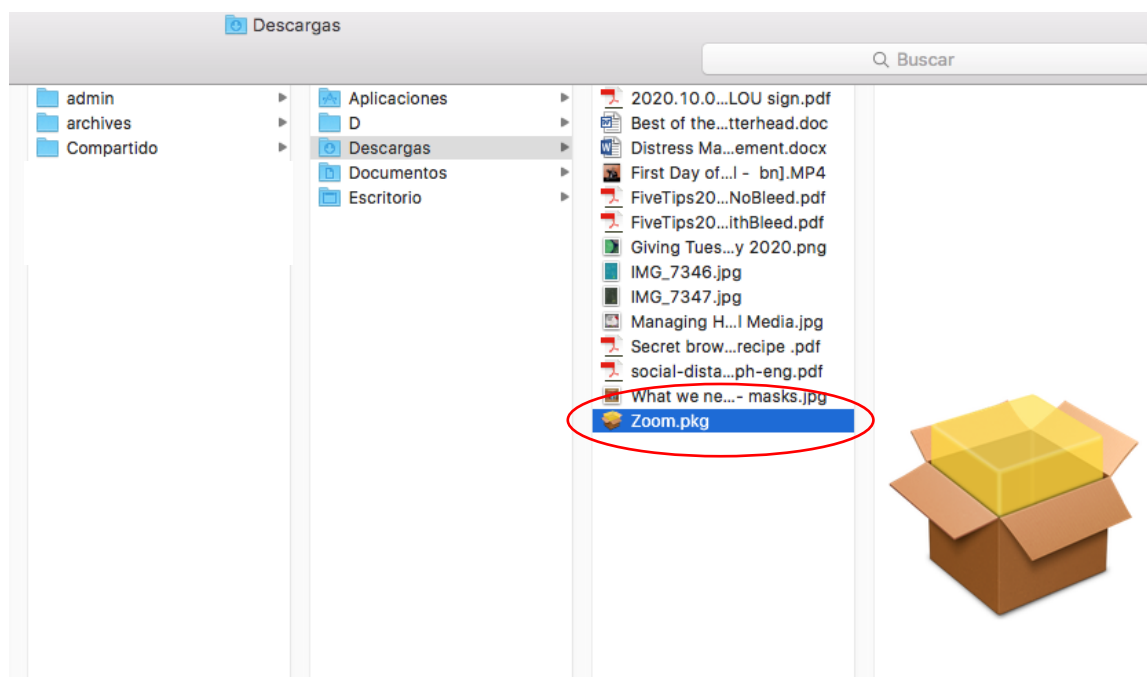 Descargas
Buscar
admin
archives
Compartido
Aplicaciones
D
Descargas
Documentos
Escritorio
2020.10.0...LOU sign.pdf
Best of the...tterhead.doc
Distress Ma...ement.docx
First Day of...l - bn].MP4
FiveTips20...NoBleed.pdf
FiveTips20...ithBleed.pdf
Giving Tues...y 2020.png
IMG_7346.jpg
IMG_7347.jpg
Managing H...l Media.jpg
Secret brow...recipe .pdf
social-dista...ph-eng.pdf
What we ne...- masks.jpg
Zoom.pkg